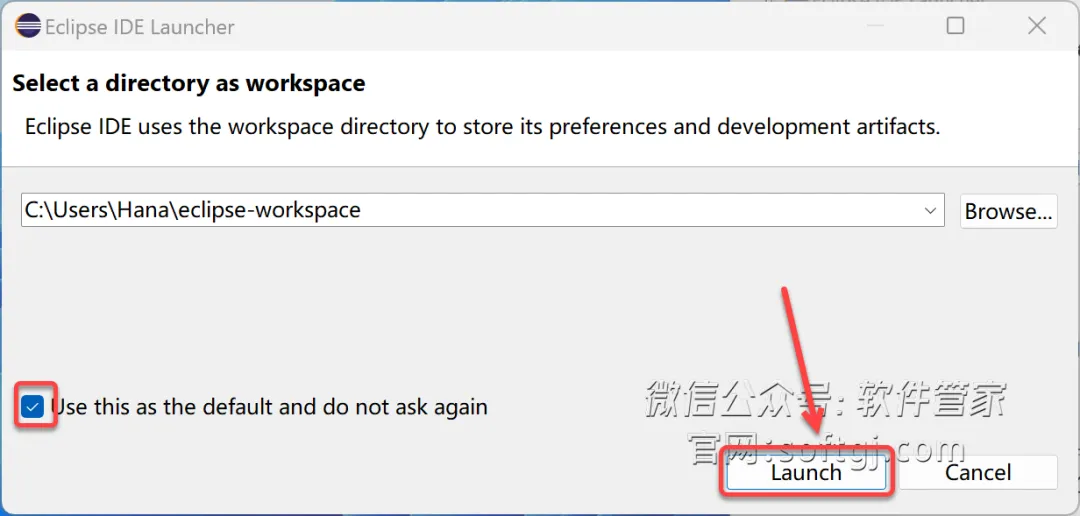 Eclipse IDE Launcher
Select a directory as workspace
Eclipse IDE uses the workspace directory to store its preferences and development artifacts.
C:\Users\Hana\eclipse-workspace
Browse...
Use this as the default and do not ask again
微信公众号:软件管家
官网:softgj.com
Launch
Cancel